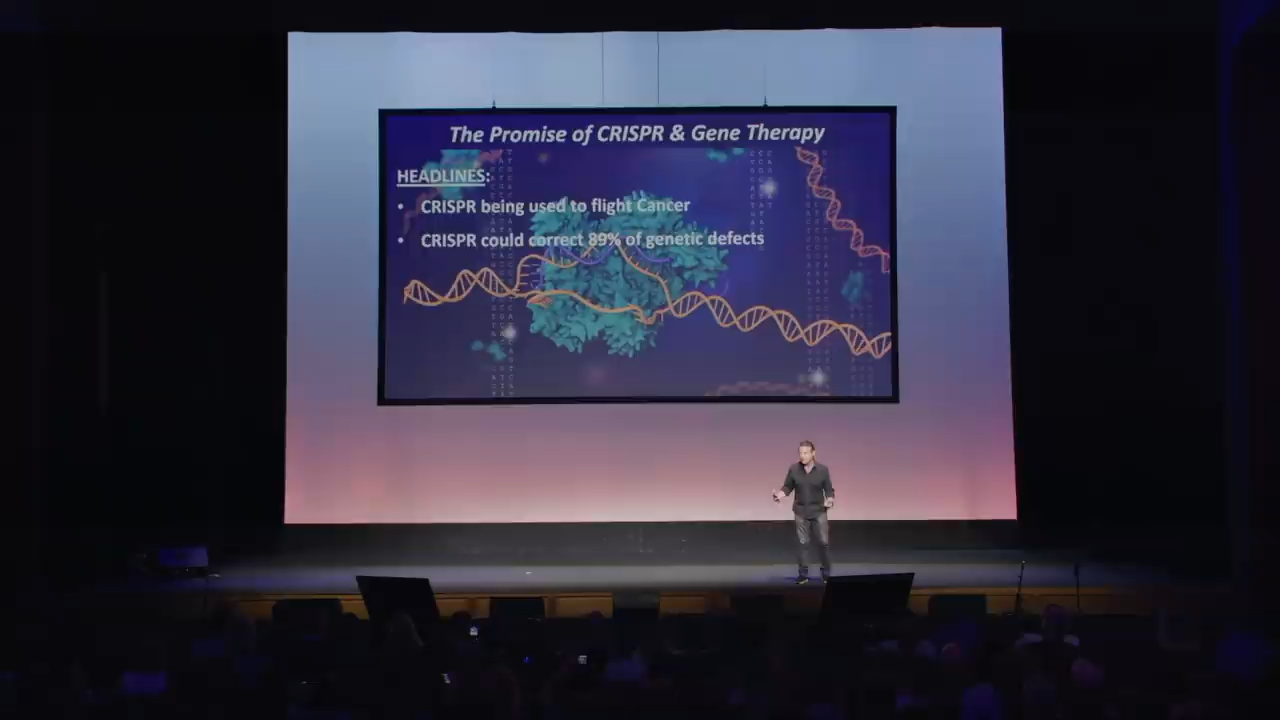 The Promise of CRISPR & Gene Therapy
HEADLINES:
• CRISPR being used to flight Cancer
• CRISPR could correct 89% of genetic defects